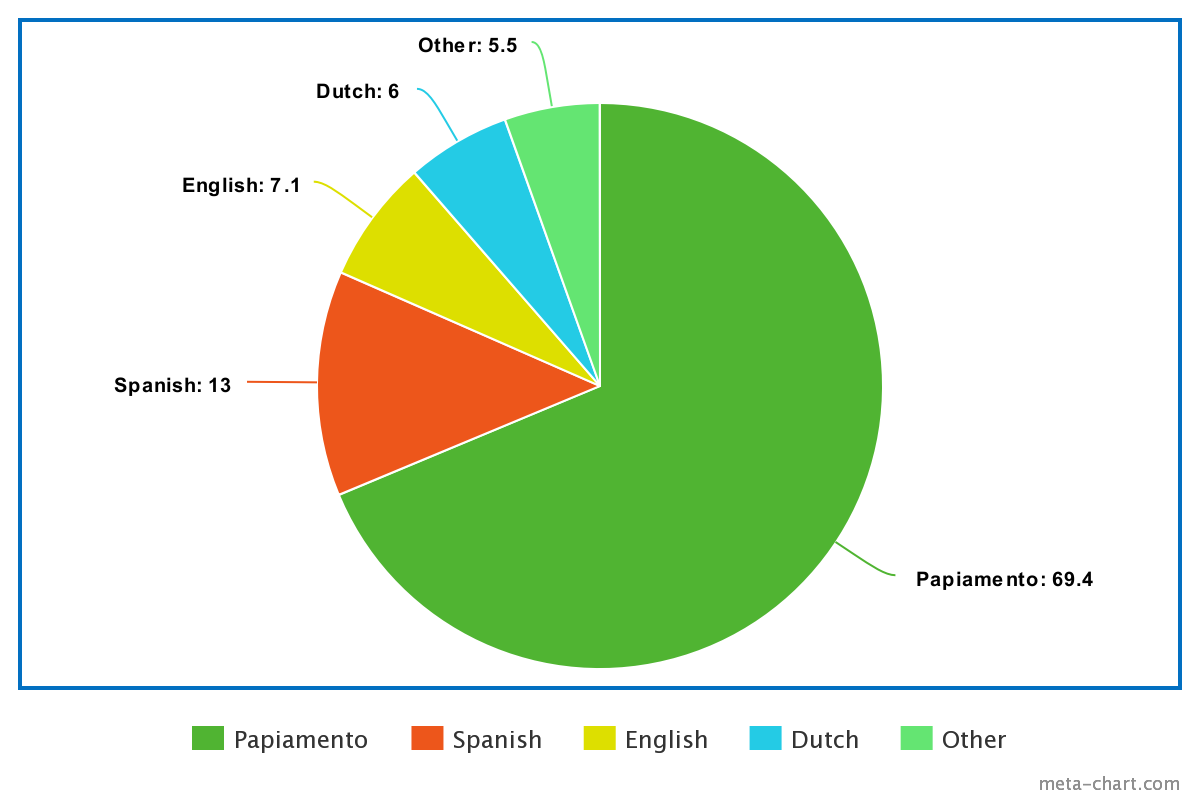 Other: 5.5
Dutch: 6
English: 7.1
Spanish: 13
Papiamento: 69.4
Papiamento Spanish English Dutch Other
meta-chart.com